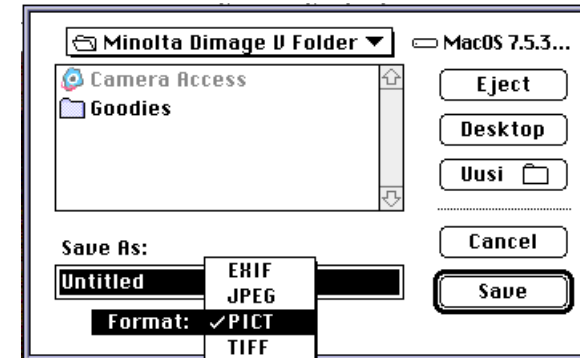 Minolta Dimage V Folder
MacOS 7.5.3...
Camera Access
Goodies
Eject
Desktop
Uusi
Save As:
Untitled
Cancel
Save
Format:
EXIF
JPEG
✓PICT
TIFF